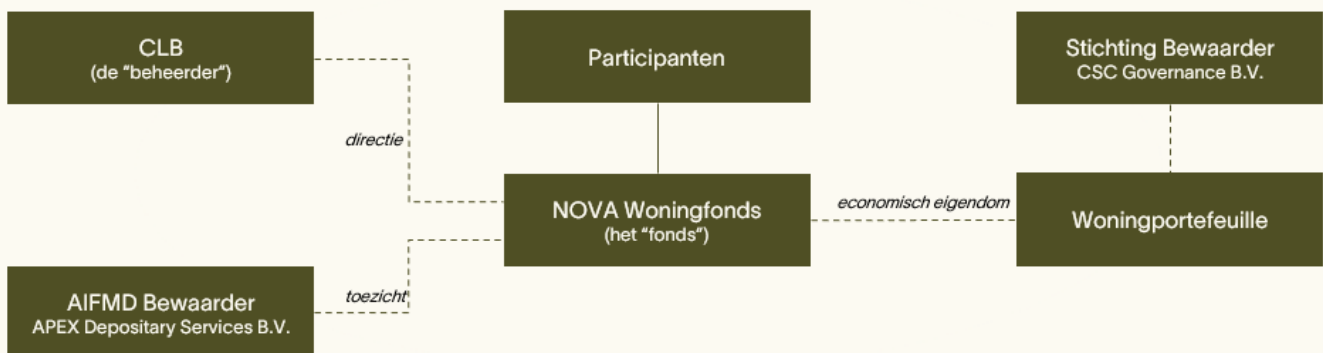 CLB
(de "beheerder")
Participanten
Stichting Bewaarder
CSC Governance B.V.
directie
NOVA Woningfonds
(het "fonds")
economisch eigendom
Woningportefeuille
AIFMD Bewaarder
APEX Depositary Services B.V.
toezicht